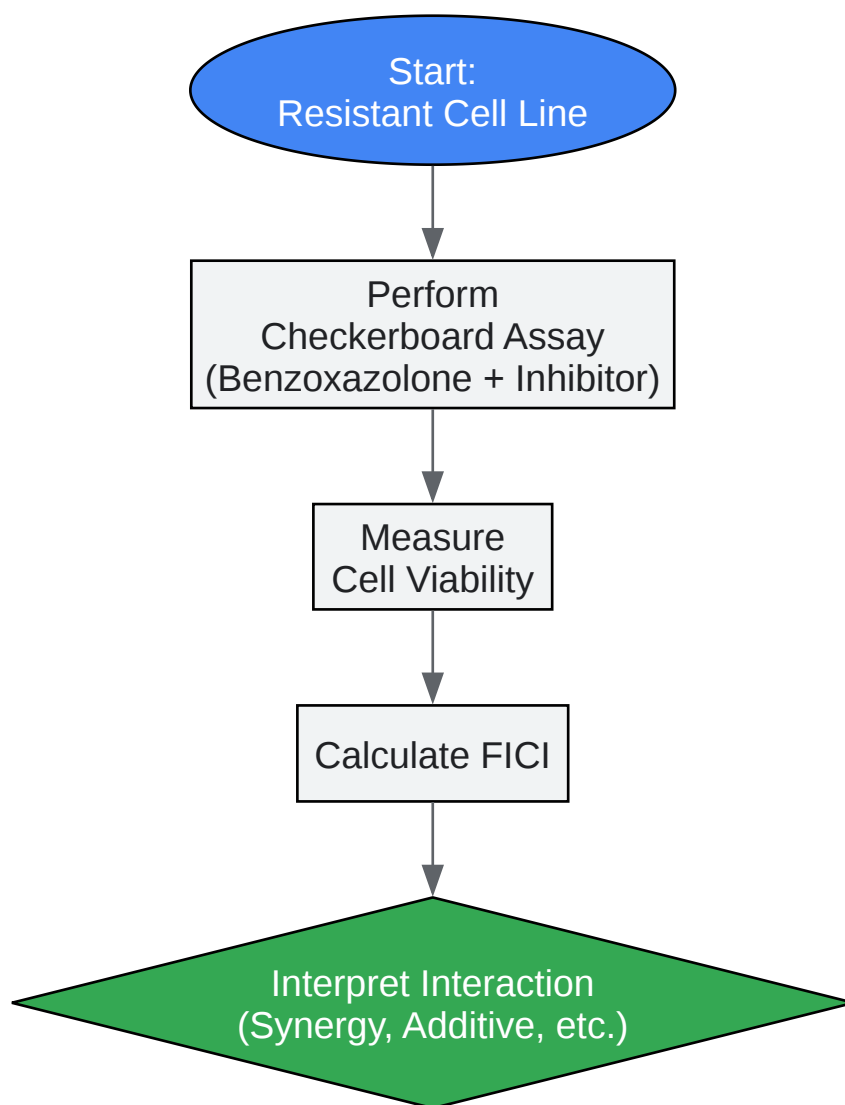 Start:
Resistant Cell Line
Perform
Checkerboard Assay
(Benzoxazolone + Inhibitor)
Measure
Cell Viability
Calculate FICI
Interpret Interaction
(Synergy, Additive, etc.)